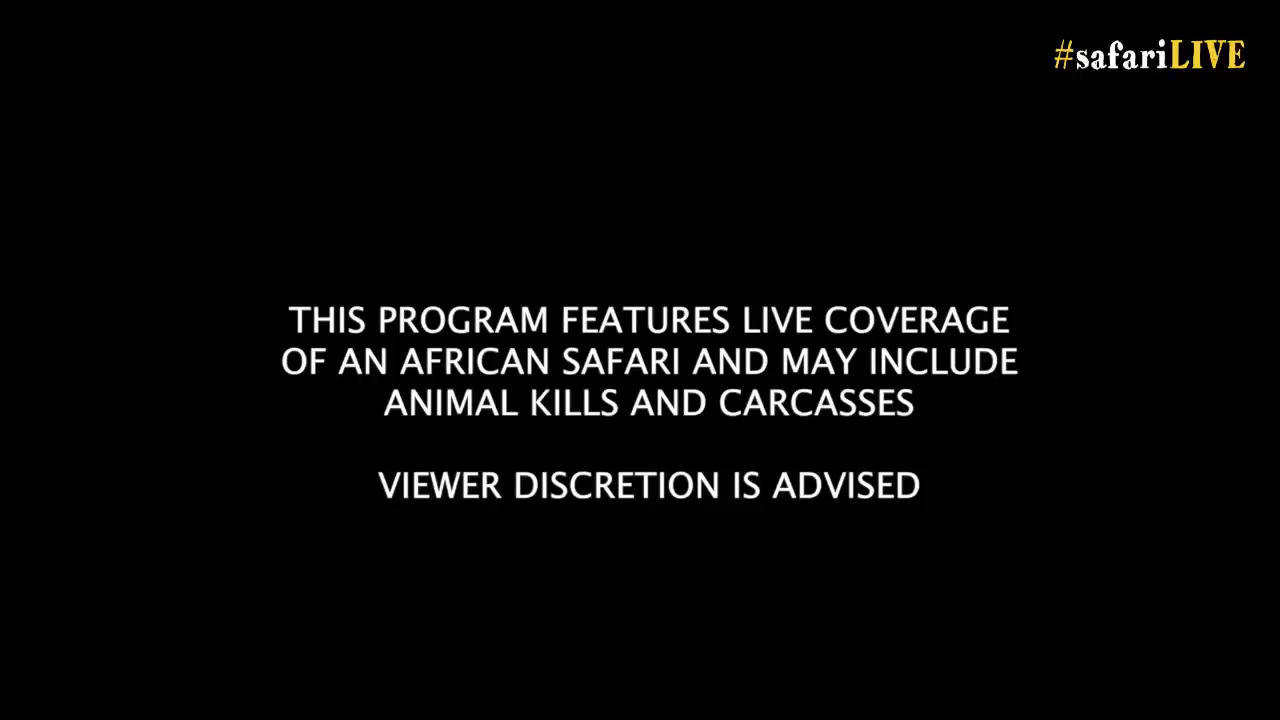 #safariLIVE
THIS PROGRAM FEATURES LIVE COVERAGE
OF AN AFRICAN SAFARI AND MAY INCLUDE
ANIMAL KILLS AND CARCASSES
VIEWER DISCRETION IS ADVISED